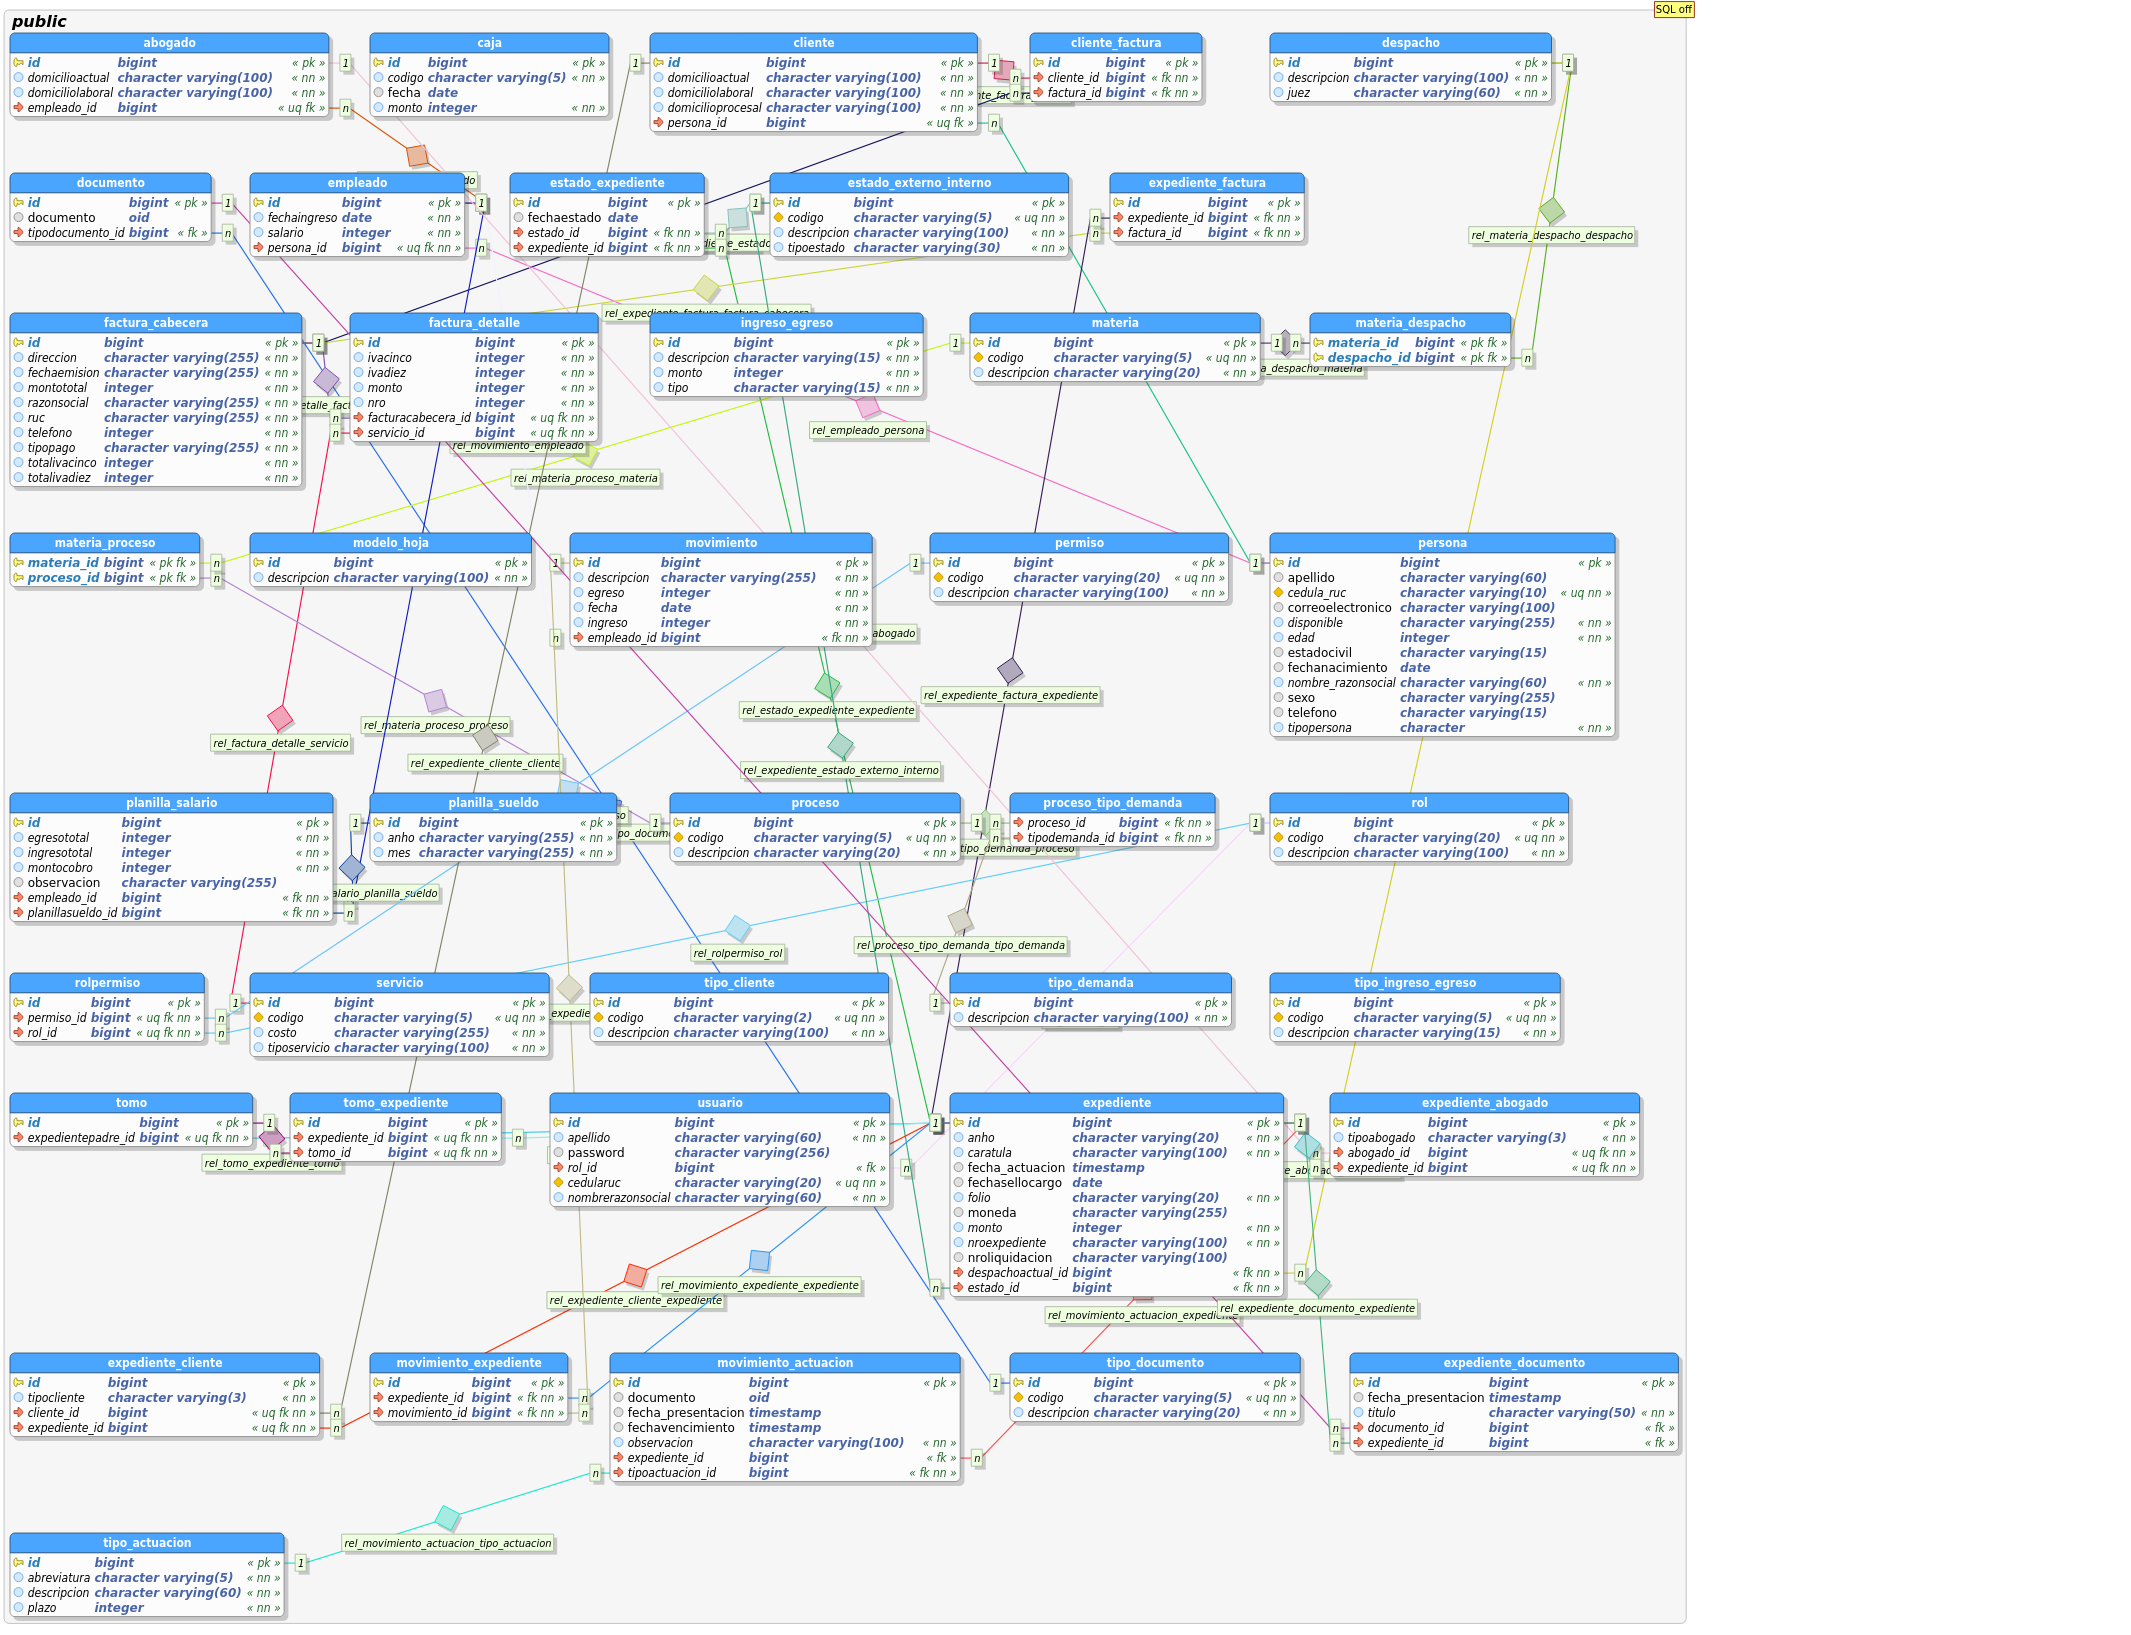 SQL off
public
abogado
id bigint « pk »
domicilioactual character varying(100) « nn »
domiciliolaboral character varying(100) « nn »
empleado_id bigint « uq fk »
caja
id bigint « pk »
codigo character varying(5) « nn »
fecha date
monto integer « nn »
cliente
id bigint « pk »
domicilioactual character varying(100) « nn »
domiciliolaboral character varying(100) « nn »
domicilioprocesal character varying(100) « nn »
persona_id bigint « uq fk »
cliente_factura
id bigint « pk »
cliente_id bigint « fk nn »
factura_id bigint « fk nn »
despacho
id bigint « pk »
descripcion character varying(100) « nn »
juez character varying(60) « nn »
documento
id bigint « pk »
documento oid
tipodocumento_id bigint « fk »
empleado
id bigint « pk »
fechaingreso date « nn »
salario integer « nn »
persona_id bigint « uq fk nn »
estado_expediente
id bigint « pk »
fechaestado date
estado_id bigint « fk nn »
expediente_id bigint « fk nn »
estado_externo_interno
id bigint « pk »
codigo character varying(5) « uq nn »
descripcion character varying(100) « nn »
tipoestado character varying(30) « nn »
expediente_factura
id bigint « pk »
expediente_id bigint « fk nn »
factura_id bigint « fk nn »
rel_materia_despacho_despacho
factura_cabecera
id bigint « pk »
direccion character varying(255) « nn »
fechaemision character varying(255) « nn »
montototal integer « nn »
razonsocial character varying(255) « nn »
ruc character varying(255) « nn »
telefono integer « nn »
tipopago character varying(255) « nn »
totalivacinco integer « nn »
totalivadiez integer « nn »
factura_detalle
id bigint « pk »
ivacinco integer « nn »
ivadiez integer « nn »
monto integer « nn »
nro integer « nn »
facturacabecera_id bigint « uq fk nn »
servicio_id bigint « uq fk nn »
rel_expediente_factura_factura_cabecera
ingreso_egreso
id bigint « pk »
descripcion character varying(15) « nn »
monto integer « nn »
tipo character varying(15) « nn »
materia
id bigint « pk »
codigo character varying(5) « uq nn »
descripcion character varying(20) « nn »
materia_despacho
materia_id bigint « pk fk »
despacho_id bigint « pk fk »
a_despacho_materia
rel_empleado_persona
rel_movimiento_empleado
rel_materia_proceso_materia
materia_proceso
materia_id bigint « pk fk »
proceso_id bigint « pk fk »
modelo_hoja
id bigint « pk »
descripcion character varying(100) « nn »
movimiento
id bigint « pk »
descripcion character varying(255) « nn »
egreso integer « nn »
fecha date « nn »
ingreso integer « nn »
empleado_id bigint « fk nn »
abogado
permiso
id bigint « pk »
codigo character varying(20) « uq nn »
descripcion character varying(100) « nn »
persona
id bigint « pk »
apellido character varying(60)
cedula_ruc character varying(10) « uq nn »
correoelectronico character varying(100)
disponible character varying(255) « nn »
edad integer « nn »
estadocivil character varying(15)
fechanacimiento date
nombre_razonsocial character varying(60) « nn »
sexo character varying(255)
telefono character varying(15)
tipopersona character « nn »
rel_expediente_factura_expediente
rel_estado_expediente_expediente
rel_materia_proceso_proceso
rel_factura_detalle_servicio
rel_expediente_cliente_cliente
rel_expediente_estado_externo_interno
planilla_salario
id bigint « pk »
egresototal integer « nn »
ingresototal integer « nn »
montocobro integer « nn »
observacion character varying(255)
empleado_id bigint « fk nn »
planillasueldo_id bigint « fk nn »
planilla_sueldo
id bigint « pk »
anho character varying(255) « nn »
mes character varying(255) « nn »
alario_planilla_sueldo
proceso
id bigint « pk »
codigo character varying(5) « uq nn »
descripcion character varying(20) « nn »
proceso_tipo_demanda
proceso_id bigint « fk nn »
tipodemanda_id bigint « fk nn »
tipo_demanda_proceso
rol
id bigint « pk »
codigo character varying(20) « uq nn »
descripcion character varying(100) « nn »
rel_rolpermiso_rol
rel_proceso_tipo_demanda_tipo_demanda
rolpermiso
id bigint « pk »
permiso_id bigint « uq fk nn »
rol_id bigint « uq fk nn »
servicio
id bigint « pk »
codigo character varying(5) « uq nn »
costo character varying(255) « nn »
tiposervicio character varying(100) « nn »
tipo_cliente
id bigint « pk »
codigo character varying(2) « uq nn »
descripcion character varying(100) « nn »
tipo_demanda
id bigint « pk »
descripcion character varying(100) « nn »
tipo_ingreso_egreso
id bigint « pk »
codigo character varying(5) « uq nn »
descripcion character varying(15) « nn »
tomo
id bigint « pk »
expedientepadre_id bigint « uq fk nn »
tomo_expediente
id bigint « pk »
expediente_id bigint « uq fk nn »
tomo_id bigint « uq fk nn »
rel_tomo_expediente_tomo
usuario
id bigint « pk »
apellido character varying(60) « nn »
password character varying(256)
rol_id bigint « fk »
cedularuc character varying(20) « uq nn »
nombrerazonsocial character varying(60) « nn »
expediente
id bigint « pk »
anho character varying(20) « nn »
caratula character varying(100) « nn »
fecha_actuacion timestamp
fechasellocargo date
folio character varying(20) « nn »
moneda character varying(255)
monto integer « nn »
nroexpediente character varying(100) « nn »
nroliquidacion character varying(100)
despachoactual_id bigint « fk nn »
estado_id bigint « fk nn »
expediente_abogado
id bigint « pk »
tipoabogado character varying(3) « nn »
abogado_id bigint « uq fk nn »
expediente_id bigint « uq fk nn »
rel_movimiento_expediente_expediente
rel_expediente_cliente_expediente
rel_movimiento_actuacion_expediente
rel_expediente_documento_expediente
expediente_cliente
id bigint « pk »
tipocliente character varying(3) « nn »
cliente_id bigint « uq fk nn »
expediente_id bigint « uq fk nn »
movimiento_expediente
id bigint « pk »
expediente_id bigint « fk nn »
movimiento_id bigint « fk nn »
movimiento_actuacion
id bigint « pk »
documento oid
fecha_presentacion timestamp
fechavencimiento timestamp
observacion character varying(100) « nn »
expediente_id bigint « fk »
tipoactuacion_id bigint « fk nn »
tipo_documento
id bigint « pk »
codigo character varying(5) « uq nn »
descripcion character varying(20) « nn »
expediente_documento
id bigint « pk »
fecha_presentacion timestamp
titulo character varying(50) « nn »
documento_id bigint « fk »
expediente_id bigint « fk »
rel_movimiento_actuacion_tipo_actuacion
tipo_actuacion
id bigint « pk »
abreviatura character varying(5) « nn »
descripcion character varying(60) « nn »
plazo integer « nn »